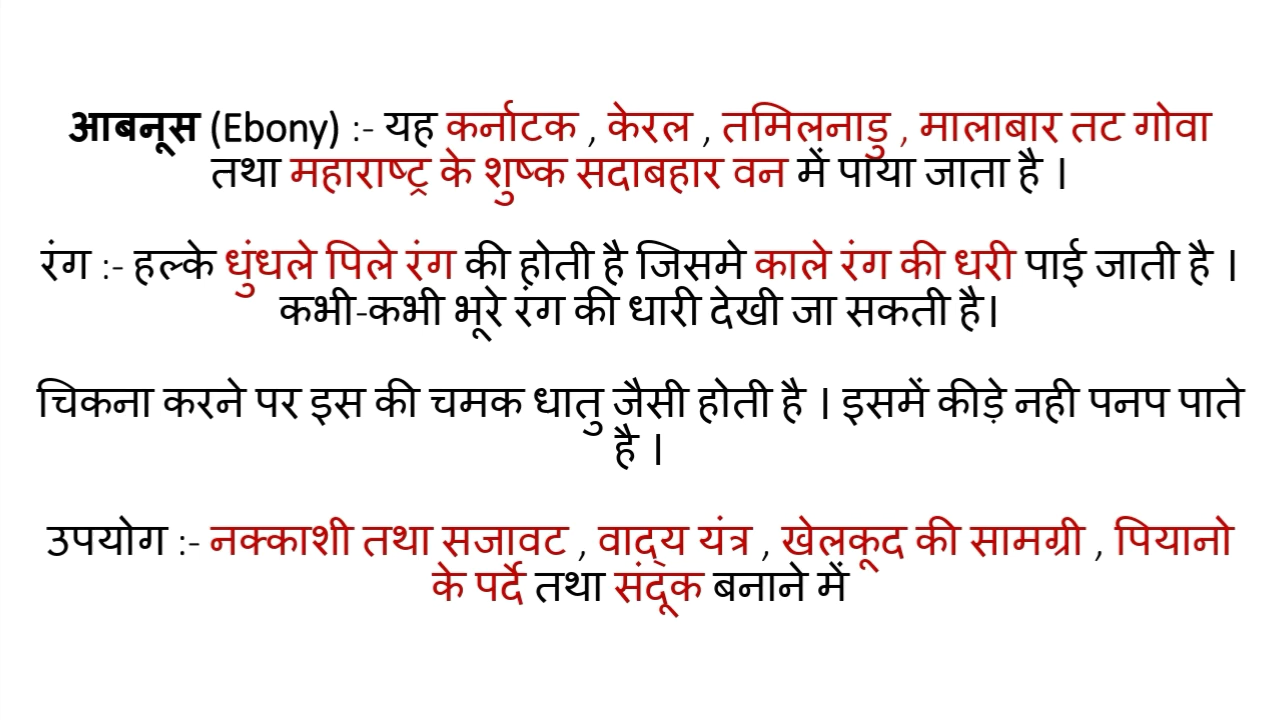 आबनूस (Ebony) :- यह कर्नाटक , केरल , तमिलनाडु , मालाबार तट गोवा
तथा महाराष्ट्र के शुष्क सदाबहार वन में पाया जाता है ।
रंग :- हल्के धुंधले पिले रंग की होती है जिसमे काले रंग की धरी पाई जाती है ।
कभी-कभी भूरे रंग की धारी देखी जा सकती है।
चिकना करने पर इस की चमक धातु जैसी होती है । इसमें कीड़े नही पनप पाते
है ।
उपयोग :- नक्काशी तथा सजावट , वाद्य यंत्र , खेलकूद की सामग्री , पियानो
के पर्दे तथा संदूक बनाने में